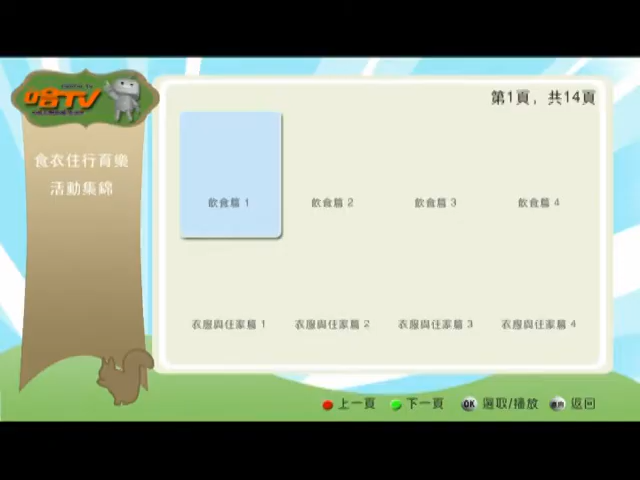 哈TV
第1頁，共14頁
食衣住行育樂
活動集錦
飲食篇 1
飲食篇 2
飲食篇 3
飲食篇 4
衣服與住家篇 1
衣服與住家篇 2
衣服與住家篇 3
衣服與住家篇 4
上一頁
下一頁
OK 選取/播放
返回